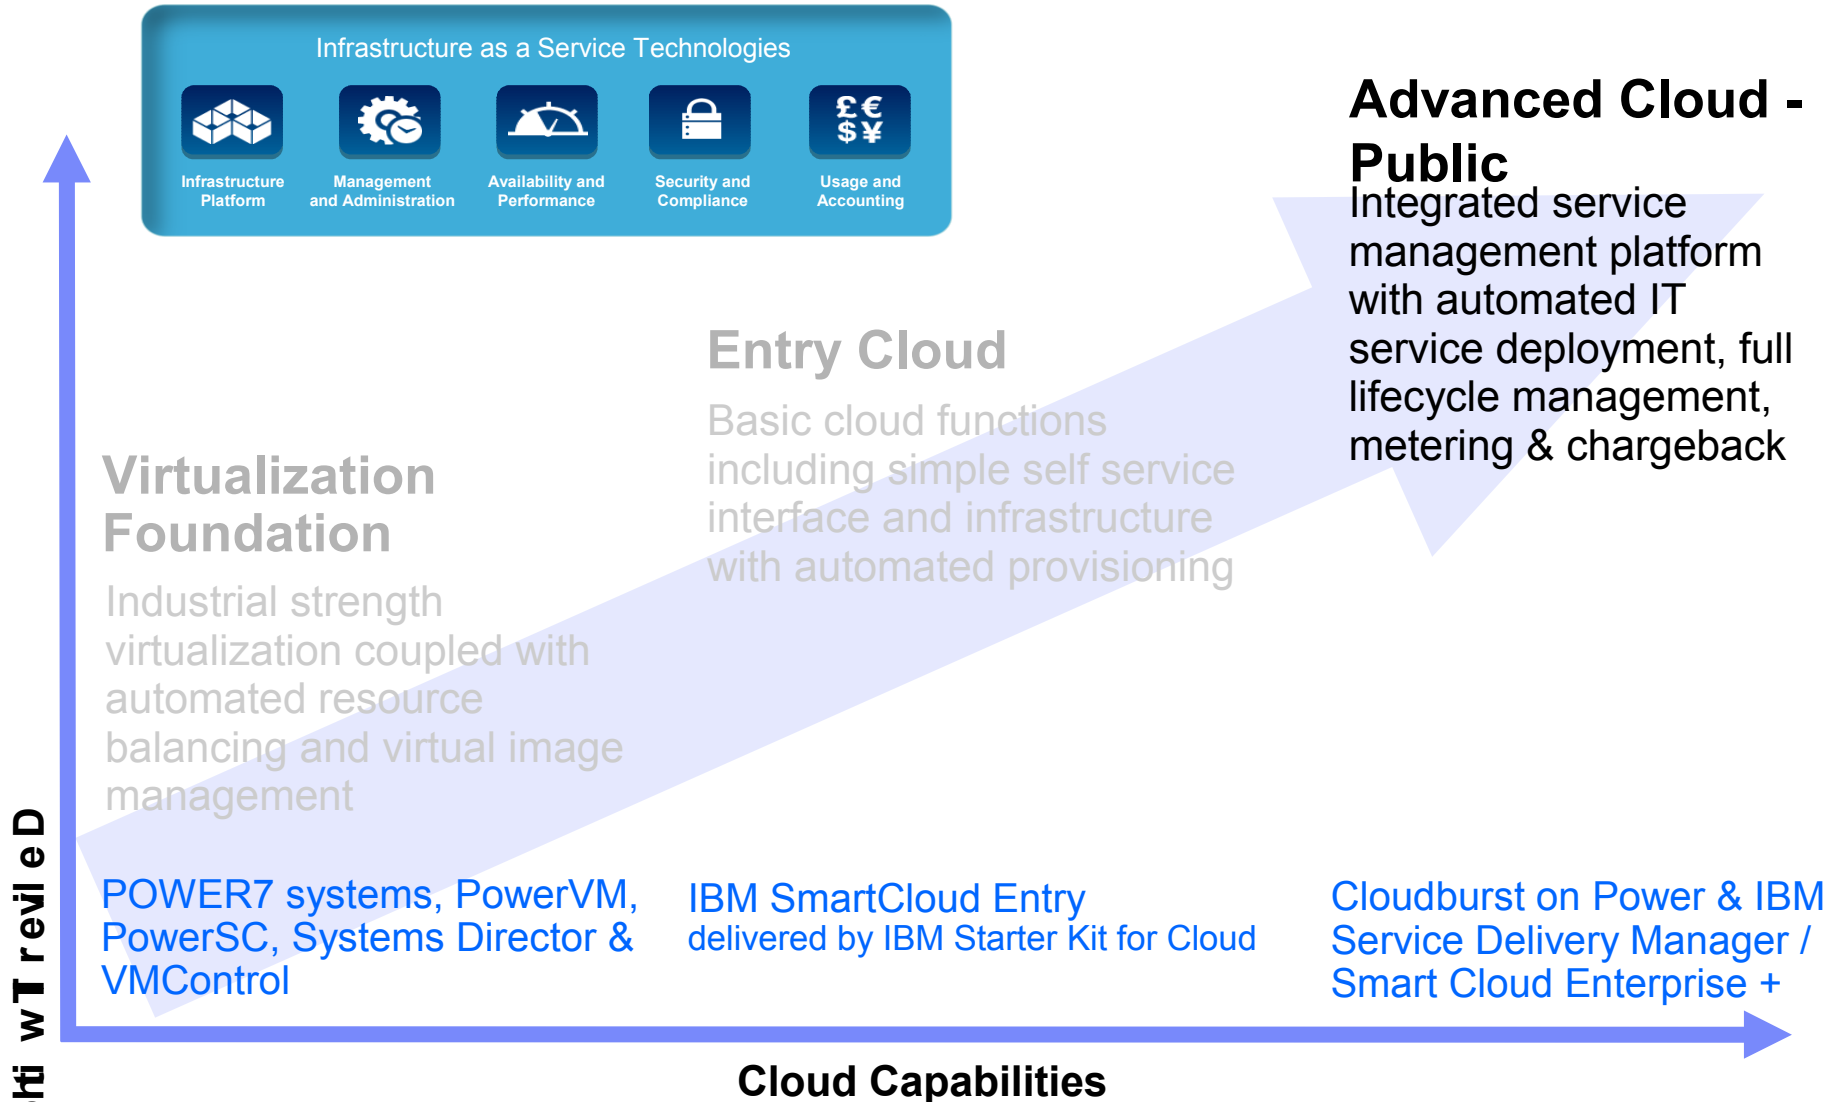 Infrastructure as a Service Technologies
Infrastructure
Platform
Management
and Administration
Availability and
Performance
Security and
Compliance
Usage and
Accounting
£€
$¥
Advanced Cloud -
Public
Integrated service
management platform
with automated IT
service deployment, full
lifecycle management,
metering & chargeback
Entry Cloud
Basic cloud functions
including simple self service
interface and infrastructure
with automated provisioning
Virtualization
Foundation
Industrial strength
virtualization coupled with
automated resource
balancing and virtual image
management
POWER7 systems, PowerVM,
PowerSC, Systems Director &
VMControl
IBM SmartCloud Entry
delivered by IBM Starter Kit for Cloud
Cloudburst on Power & IBM
Service Delivery Manager /
Smart Cloud Enterprise +
Cloud Capabilities